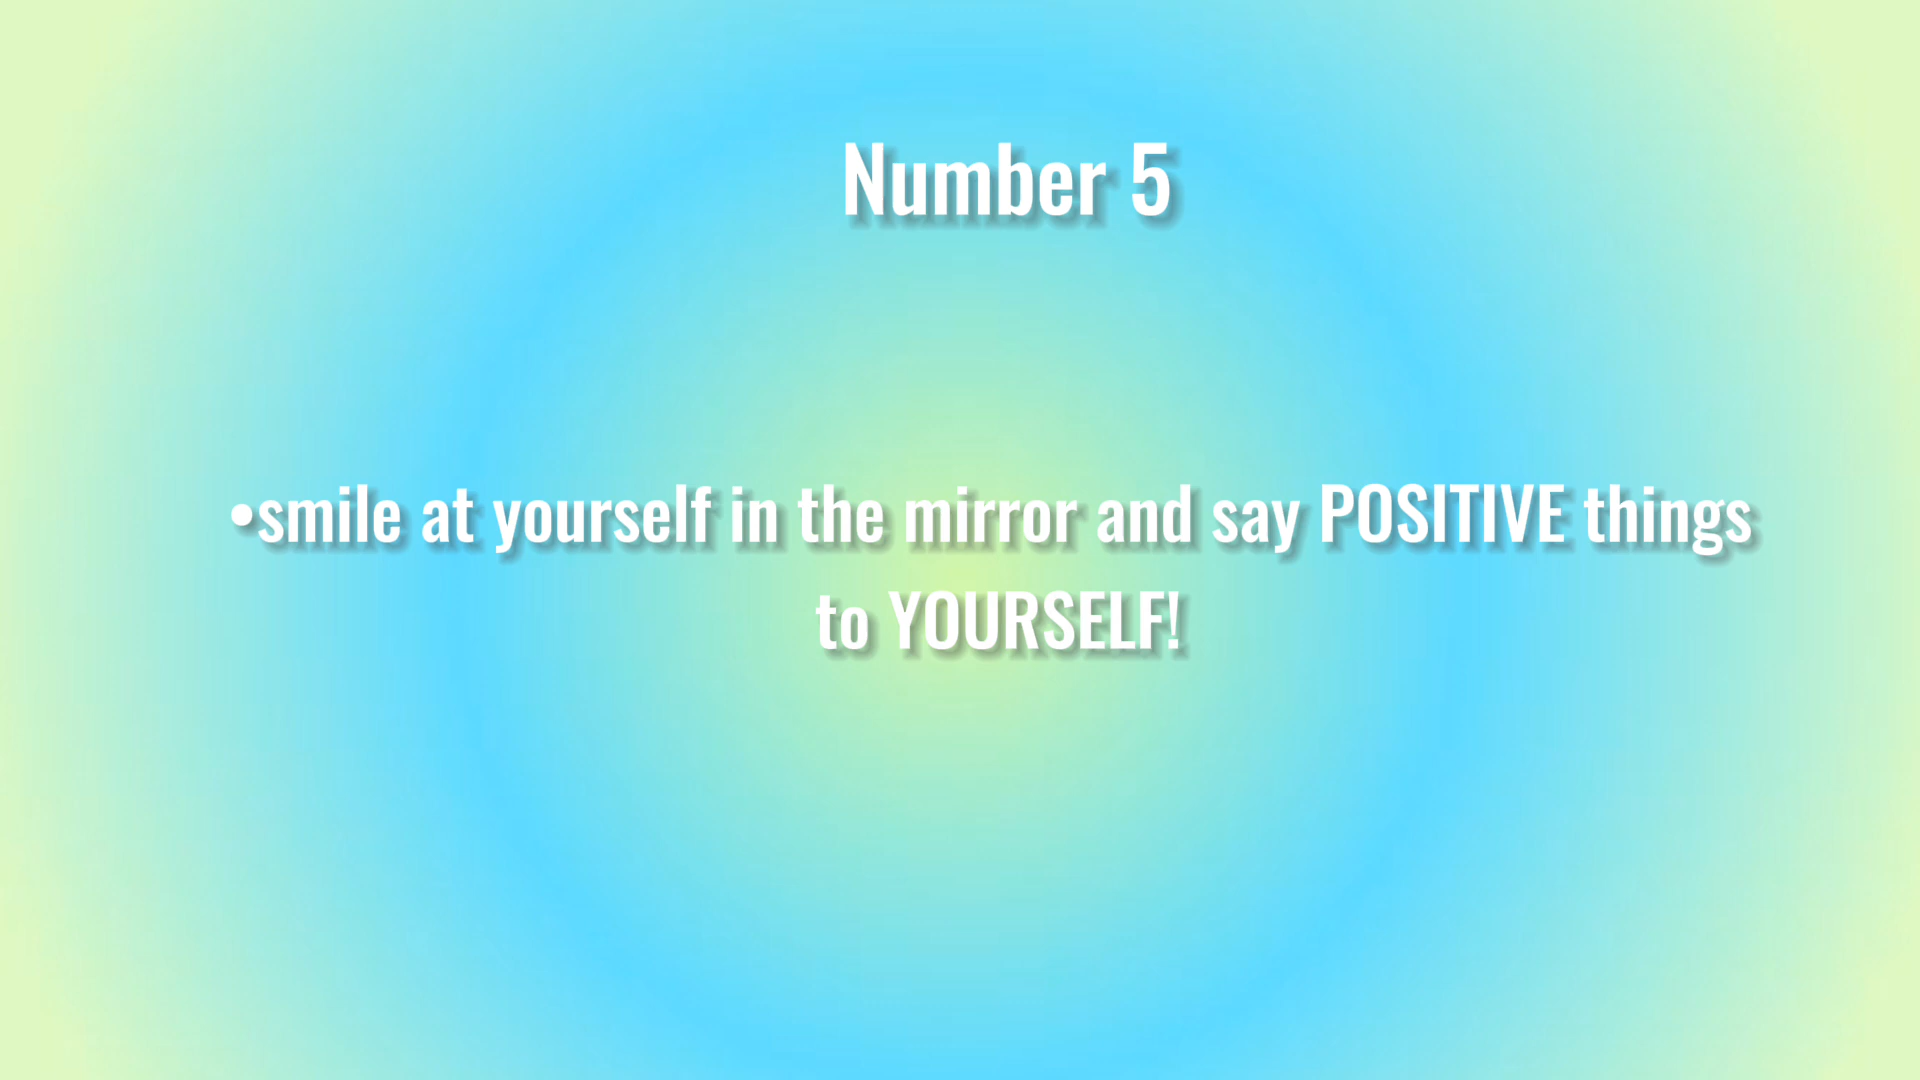 Number 5
•smile at yourself in the mirror and say POSITIVE things
to YOURSELF!